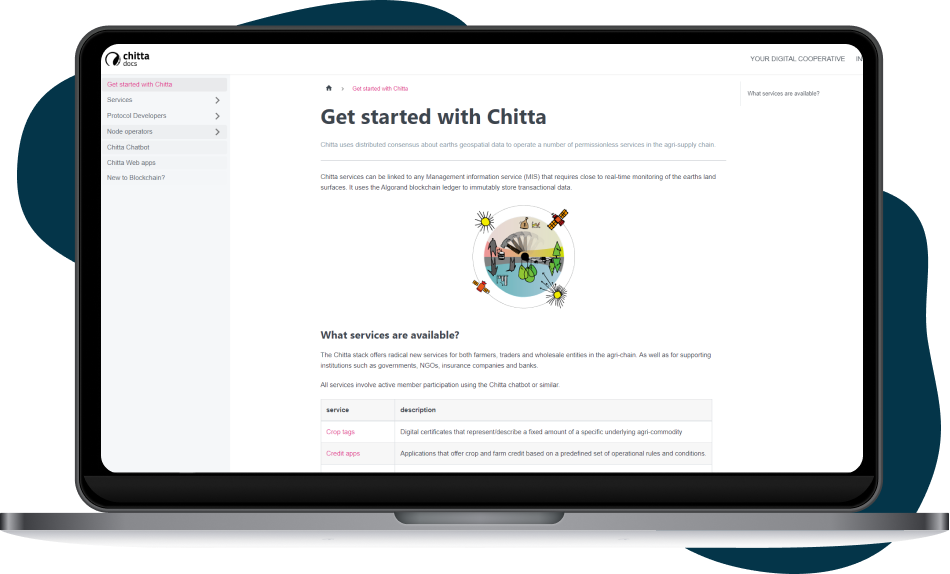 chitta
docs
YOUR DIGITAL COOPERATIVE IN
Get started with Chitta
Services
Protocol Developers
Node operators
Chitta Chatbot
Chitta Web apps
New to Blockchain?
Get started with Chitta
What services are available?
Get started with Chitta
Chitta uses distributed consensus about earths geospatial data to operate a number of permissionless services in the agri-supply chain.
Chitta services can be linked to any Management information service (MIS) that requires close to real-time monitoring of the earths land
surfaces. It uses the Algorand blockchain ledger to immutably store transactional data.
What services are available?
The Chitta stack offers radical new services for both farmers, traders and wholesale entities in the agri-chain. As well as for supporting
institutions such as governments, NGOs, insurance companies and banks.
All services involve active member participation using the Chitta chatbot or similar.
service description
Crop tags Digital certificates that represent/describe a fixed amount of a specific underlying agri-commodity
Credit apps Applications that offer crop and farm credit based on a predefined set of operational rules and conditions.